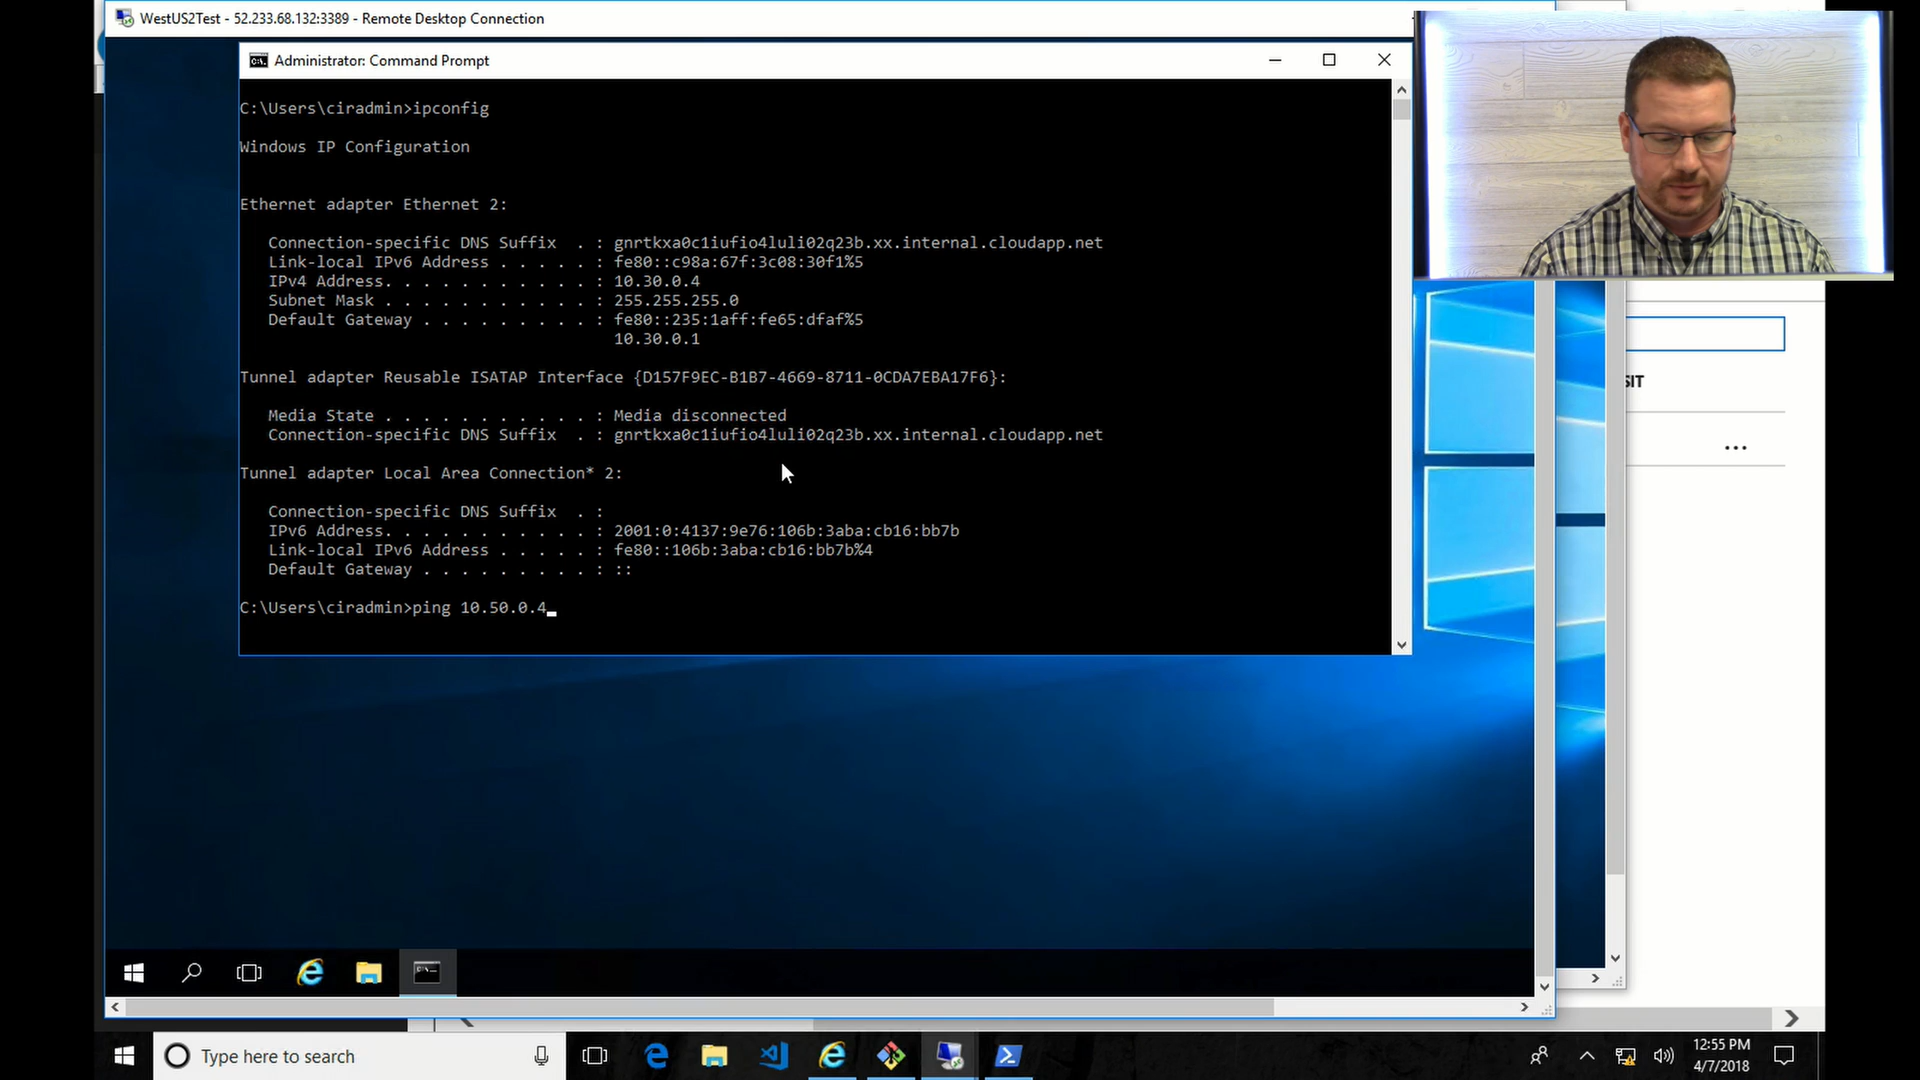 WestUS2Test - 52.233.68.132:3389 - Remote Desktop Connection
Administrator: Command Prompt
C:\Users\ciradmin>ipconfig
Windows IP Configuration
Ethernet adapter Ethernet 2:
Connection-specific DNS Suffix . : gnrtkxa0c1iufio4luli02q23b.xx.internal.cloudapp.net
Link-local IPv6 Address . . . . . : fe80::c98a:67f:3c08:30f1%5
IPv4 Address. . . . . . . . . . . : 10.30.0.4
Subnet Mask . . . . . . . . . . . : 255.255.255.0
Default Gateway . . . . . . . . . : fe80::235:1aff:fe65:dfaf%5
10.30.0.1
Tunnel adapter Reusable ISATAP Interface {D157F9EC-B1B7-4669-8711-0CDA7EBA17F6}:
Media State . . . . . . . . . . . : Media disconnected
Connection-specific DNS Suffix . : gnrtkxa0c1iufio4luli02q23b.xx.internal.cloudapp.net
Tunnel adapter Local Area Connection* 2:
Connection-specific DNS Suffix . :
IPv6 Address. . . . . . . . . . . : 2001:0:4137:9e76:106b:3aba:cb16:bb7b
Link-local IPv6 Address . . . . . : fe80::106b:3aba:cb16:bb7b%4
Default Gateway . . . . . . . . . : ::
C:\Users\ciradmin>ping 10.50.0.4
SIT
Type here to search
12:55 PM
4/7/2018